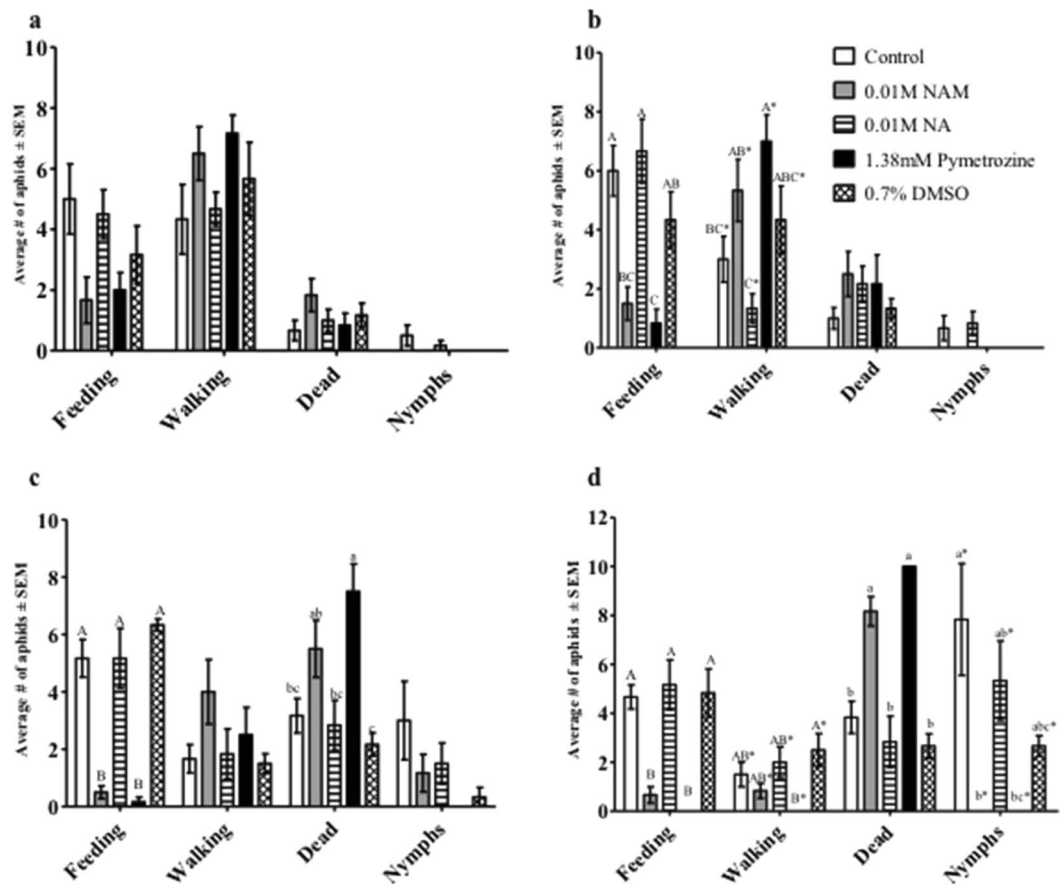 a
10
8
6
4
2
0
Average # of aphids ± SEM
Feeding
Walking
Dead
Nymphs
b
10
8
6
4
2
0
Average # of aphids ± SEM
A
BC
A
C
AB
BC*
AB*
C*
A*
ABC*
Feeding
Walking
Dead
Nymphs
Control
0.01M NAM
0.01M NA
1.38mM Pymetrozine
0.7% DMSO
c
10
8
6
4
2
0
Average # of aphids ± SEM
A
B
A
B
A
bc
ab
bc
a
c
Feeding
Walking
Dead
Nymphs
d
12
10
8
6
4
2
0
Average # of aphids ± SEM
A
B
A
B
A
AB*
AB*
AB*
B*
A*
b
a
b
a
b
a*
b*
ab*
bc*
abc*
Feeding
Walking
Dead
Nymphs